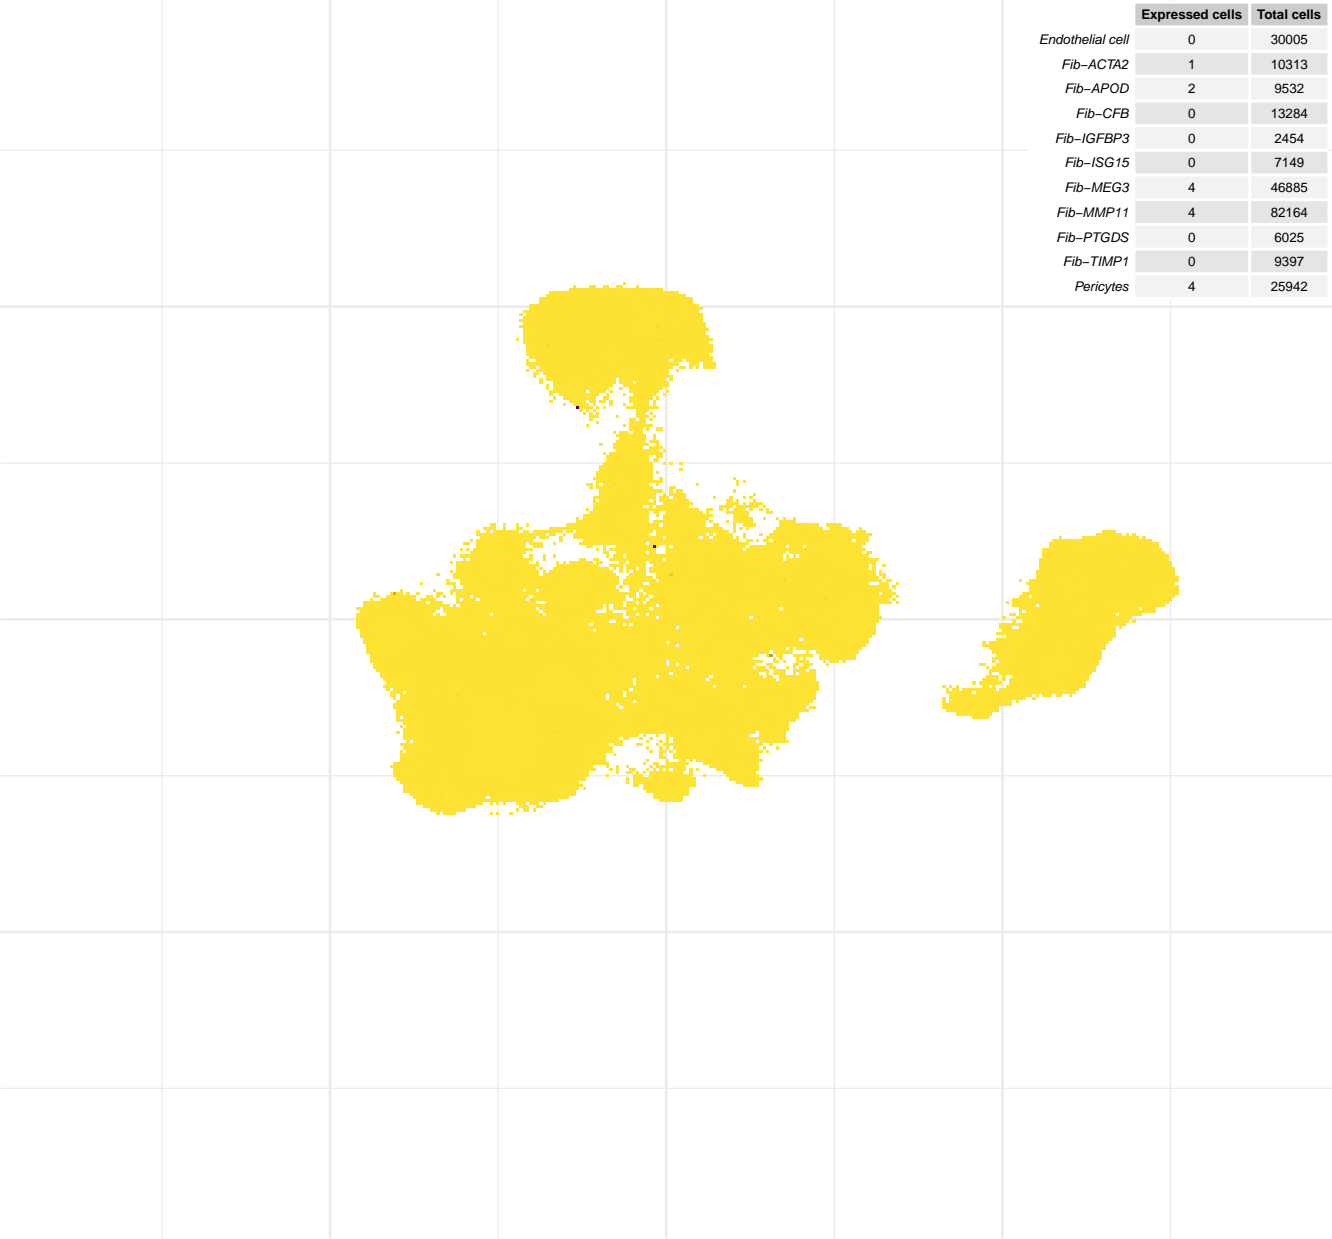 Expressed cells Total cells
Endothelial cell 0 30005
Fib−ACTA2 1 10313
Fib−APOD 2 9532
Fib−CFB 0 13284
Fib−IGFBP3 0 2454
Fib−ISG15 0 7149
Fib−MEG3 4 46885
Fib−MMP11 4 82164
Fib−PTGDS 0 6025
Fib−TIMP1 0 9397
Pericytes 4 25942